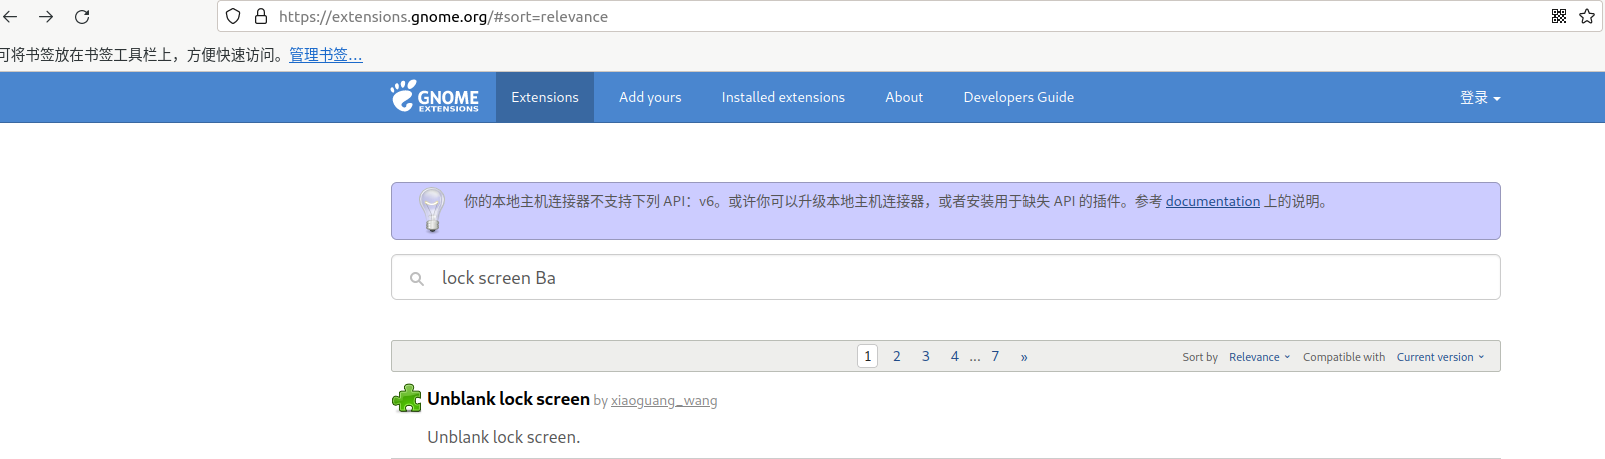 https://extensions.gnome.org/#sort=relevance
可将书签放在书签工具栏上，方便快速访问。管理书签…
GNOME EXTENSIONS
Extensions Add yours Installed extensions About Developers Guide 登录
你的本地主机连接器不支持下列 API：v6。或许你可以升级本地主机连接器，或者安装用于缺失 API 的插件。参考 documentation 上的说明。
lock screen Ba
1 2 3 4 ... 7 » Sort by Relevance Compatible with Current version
Unblank lock screen by xiaoguang_wang
Unblank lock screen.